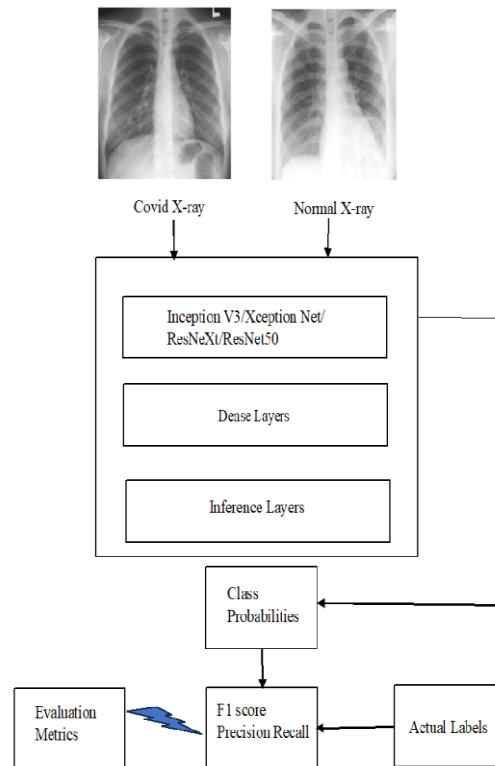 L
Covid X-ray
Normal X-ray
Inception V3/Xception Net/
ResNeXt/ResNet50
Dense Layers
Inference Layers
Class
Probabilities
Evaluation
Metrics
F1 score
Precision Recall
Actual Labels